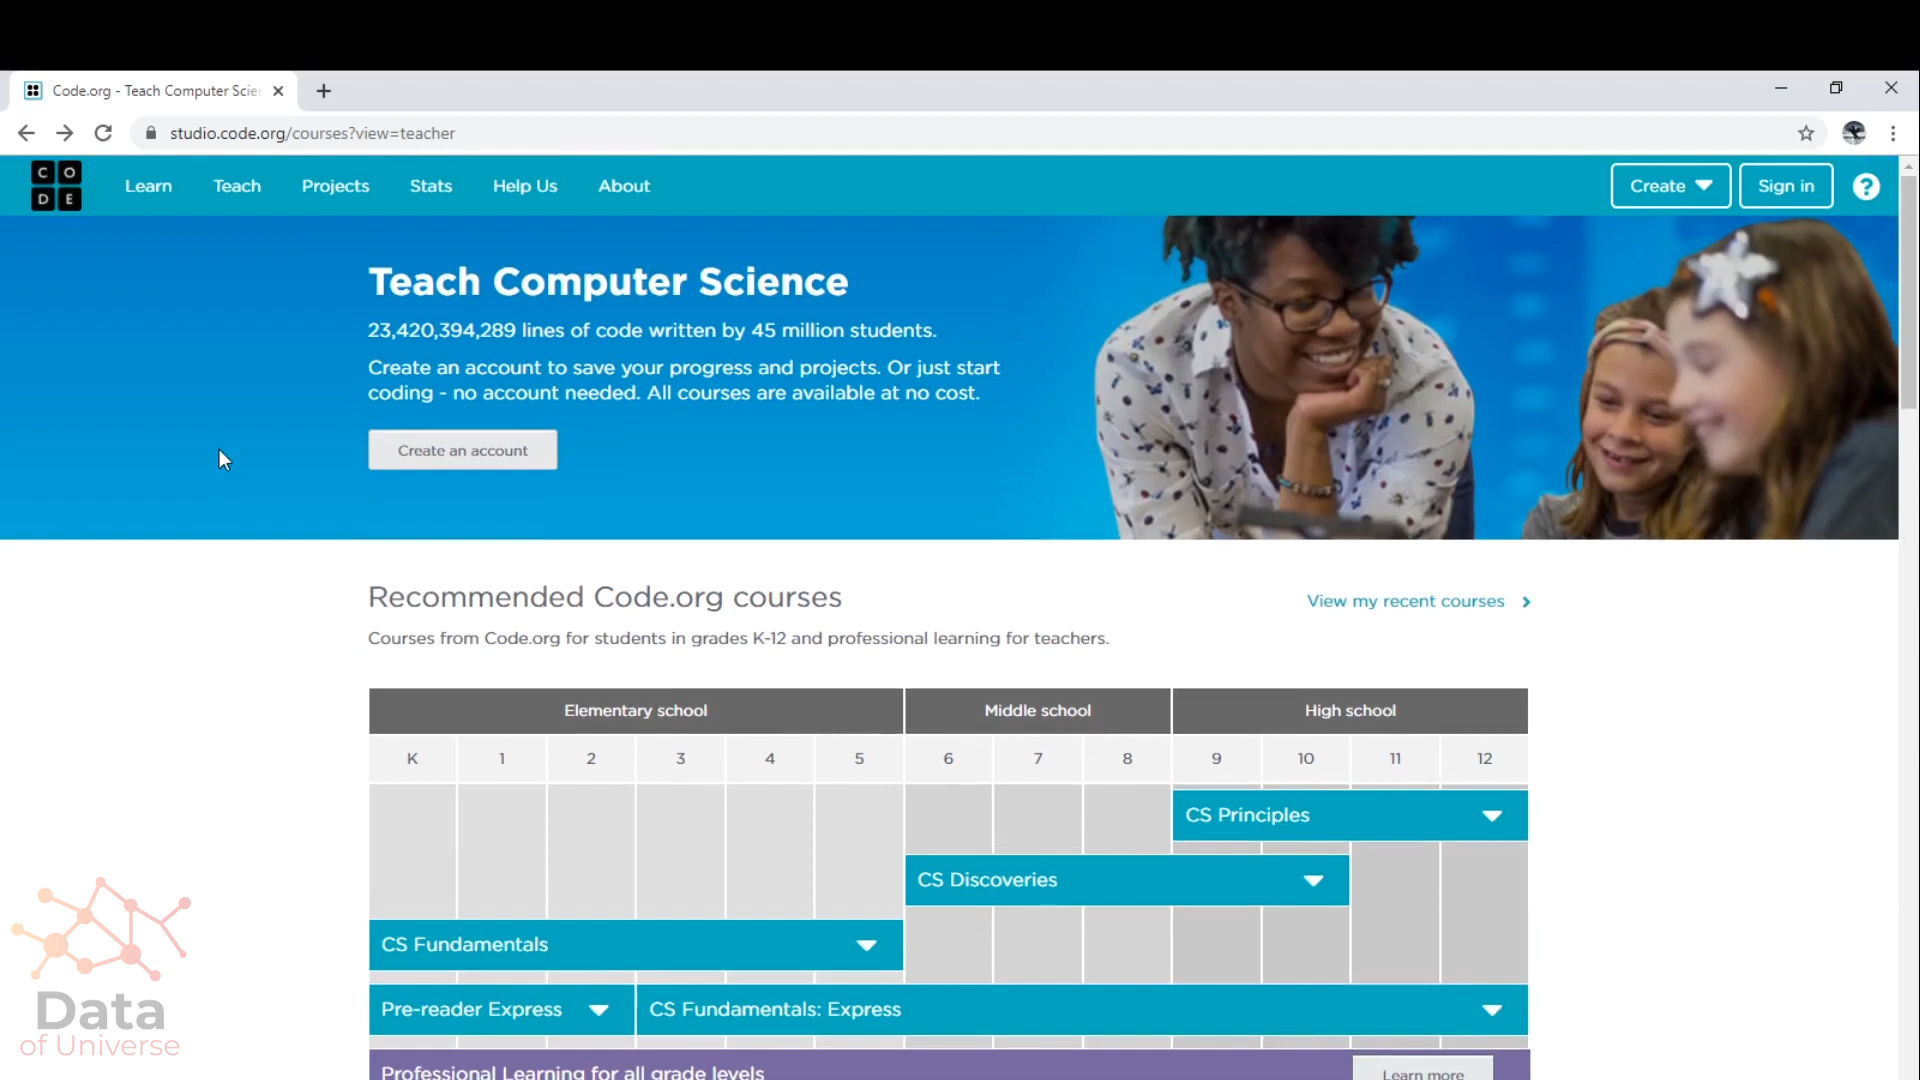 Code.org - Teach Computer Scie
studio.code.org/courses?view=teacher
CODE
Learn Teach Projects Stats Help Us About Create Sign in ?
Teach Computer Science
23,420,394,289 lines of code written by 45 million students.
Create an account to save your progress and projects. Or just start
coding - no account needed. All courses are available at no cost.
Create an account
Recommended Code.org courses
View my recent courses
Courses from Code.org for students in grades K-12 and professional learning for teachers.
Elementary school Middle school High school
K 1 2 3 4 5 6 7 8 9 10 11 12
CS Principles
CS Discoveries
CS Fundamentals
Pre-reader Express CS Fundamentals: Express
Professional Learning for all grade levels Learn more
Data
of Universe